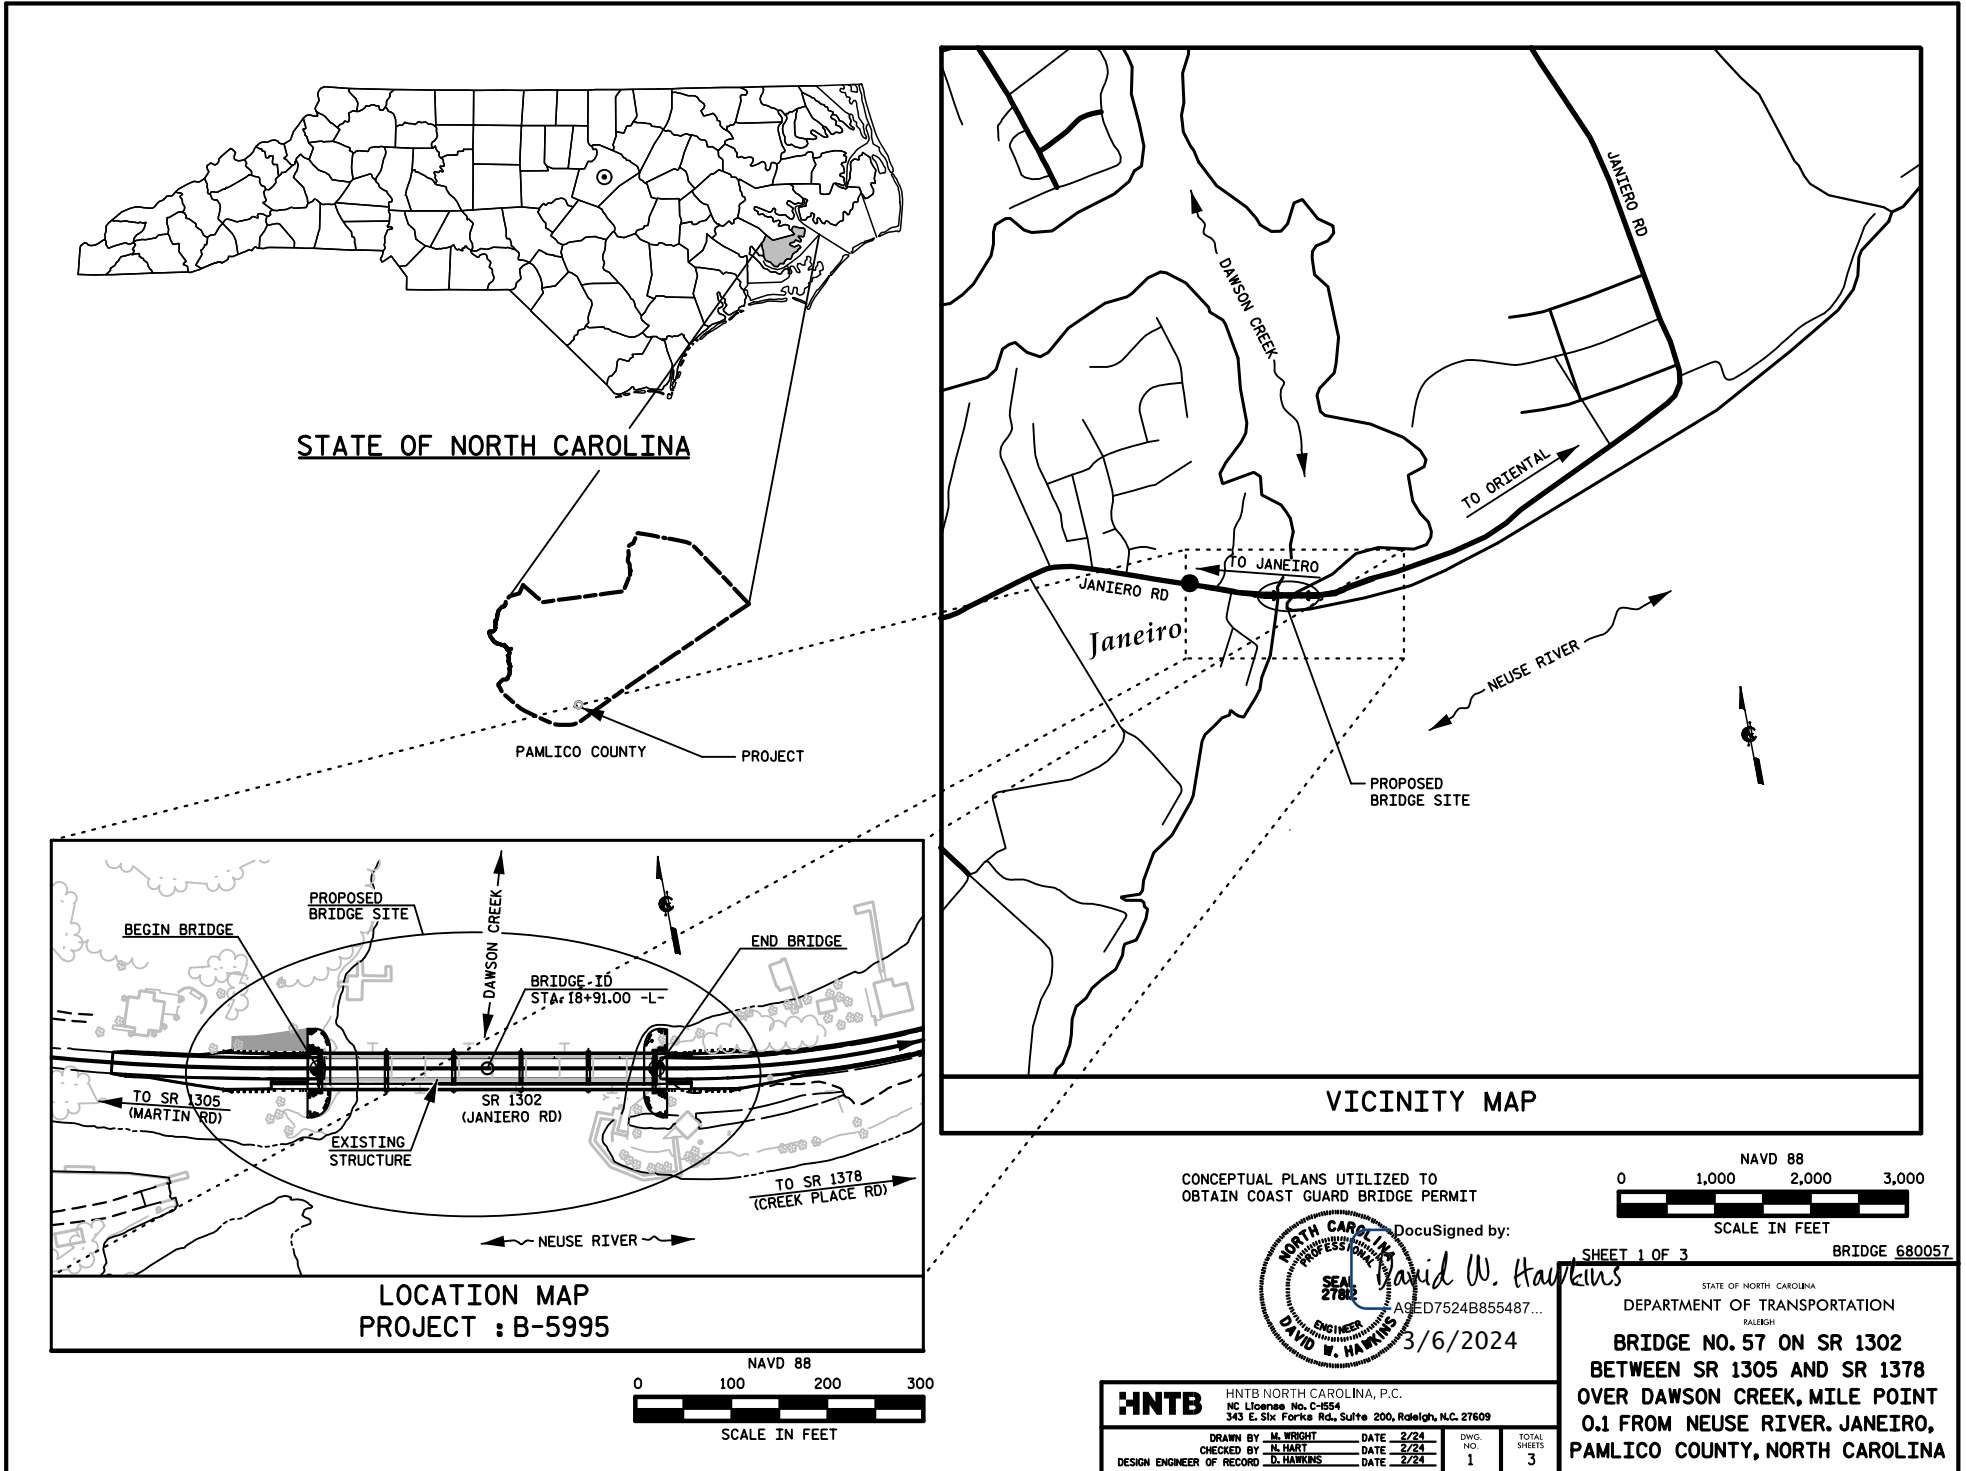 STATE OF NORTH CAROLINA
PAMLICO COUNTY
PROJECT
JANIERO RD
DAWSON CREEK
TO ORIENTAL
TO JANEIRO
JANIERO RD
Janeiro
NEUSE RIVER
PROPOSED
BRIDGE SITE
VICINITY MAP
PROPOSED
BRIDGE SITE
BEGIN BRIDGE
DAWSON CREEK
END BRIDGE
BRIDGE ID
STA. 18+91.00 -L-
TO SR 1305
(MARTIN RD)
SR 1302
(JANIERO RD)
EXISTING
STRUCTURE
TO SR 1378
(CREEK PLACE RD)
NEUSE RIVER
LOCATION MAP
PROJECT : B-5995
NAVD 88
0 100 200 300
SCALE IN FEET
CONCEPTUAL PLANS UTILIZED TO
OBTAIN COAST GUARD BRIDGE PERMIT
NAVD 88
0 1,000 2,000 3,000
SCALE IN FEET
NORTH CAROLINA
PROFESSIONAL
SEAL
27812
ENGINEER
DAVID W. HAWKINS
DocuSigned by:
David W. Hawkins
A9ED7524B855487...
3/6/2024
SHEET 1 OF 3
BRIDGE 680057
STATE OF NORTH CAROLINA
DEPARTMENT OF TRANSPORTATION
RALEIGH
BRIDGE NO. 57 ON SR 1302
BETWEEN SR 1305 AND SR 1378
OVER DAWSON CREEK, MILE POINT
0.1 FROM NEUSE RIVER. JANEIRO,
PAMLICO COUNTY, NORTH CAROLINA
HNTB
HNTB NORTH CAROLINA, P.C.
NC License No. C-1554
343 E. Six Forks Rd., Suite 200, Raleigh, N.C. 27609
DRAWN BY M. WRIGHT DATE 2/24
CHECKED BY N. HART DATE 2/24
DESIGN ENGINEER OF RECORD D. HAWKINS DATE 2/24
DWG. NO. 1
TOTAL SHEETS 3